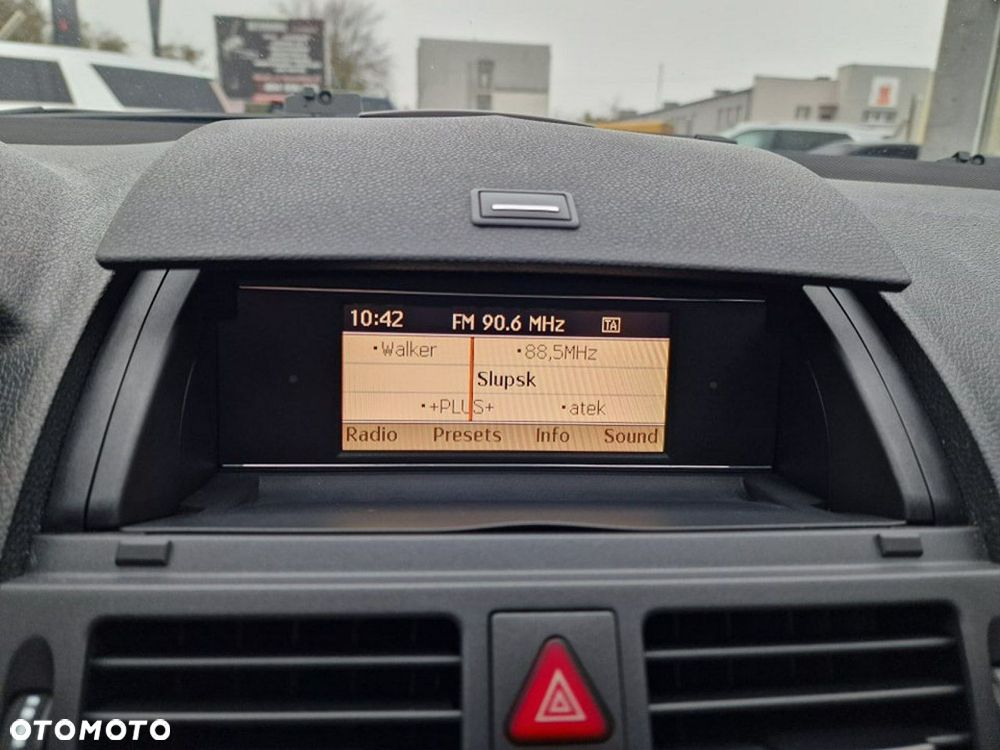 10:42 FM 90.6 MHz TA
•Walker •88,5MHz
Slupsk
•+PLUS+ •atek
Radio Presets Info Sound
OTOMOTO